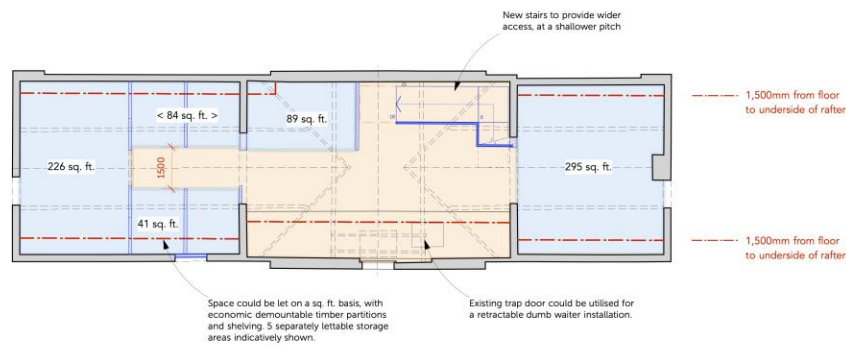 New stairs to provide wider
access, at a shallower pitch
1,500mm from floor
to underside of rafter
< 84 sq. ft. >
89 sq. ft.
226 sq. ft.
1500
295 sq. ft.
41 sq. ft.
1,500mm from floor
to underside of rafter
Space could be let on a sq. ft. basis, with
economic demountable timber partitions
and shelving. 5 separately lettable storage
areas indicatively shown.
Existing trap door could be utilised for
a retractable dumb waiter installation.